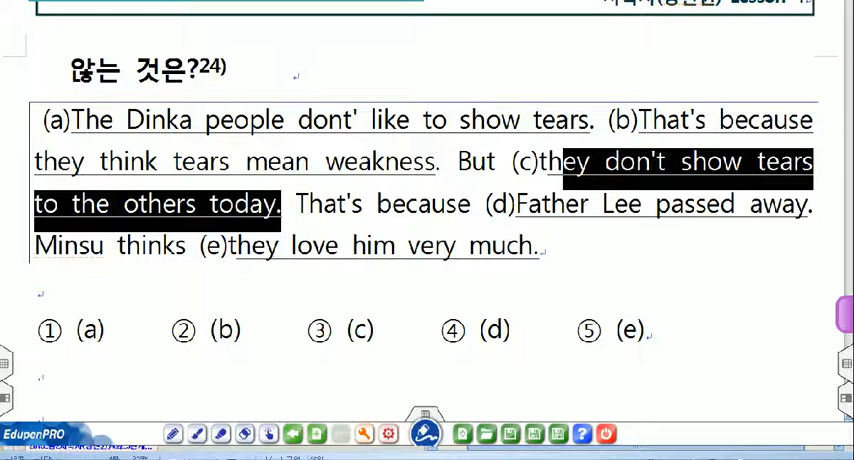 Lesson
않는 것은?24)
(a)The Dinka people dont' like to show tears. (b)That's because
they think tears mean weakness. But (c)they don't show tears
to the others today. That's because (d)Father Lee passed away.
Minsu thinks (e)they love him very much.
① (a) ② (b) ③ (c) ④ (d) ⑤ (e)
EdupenPRO